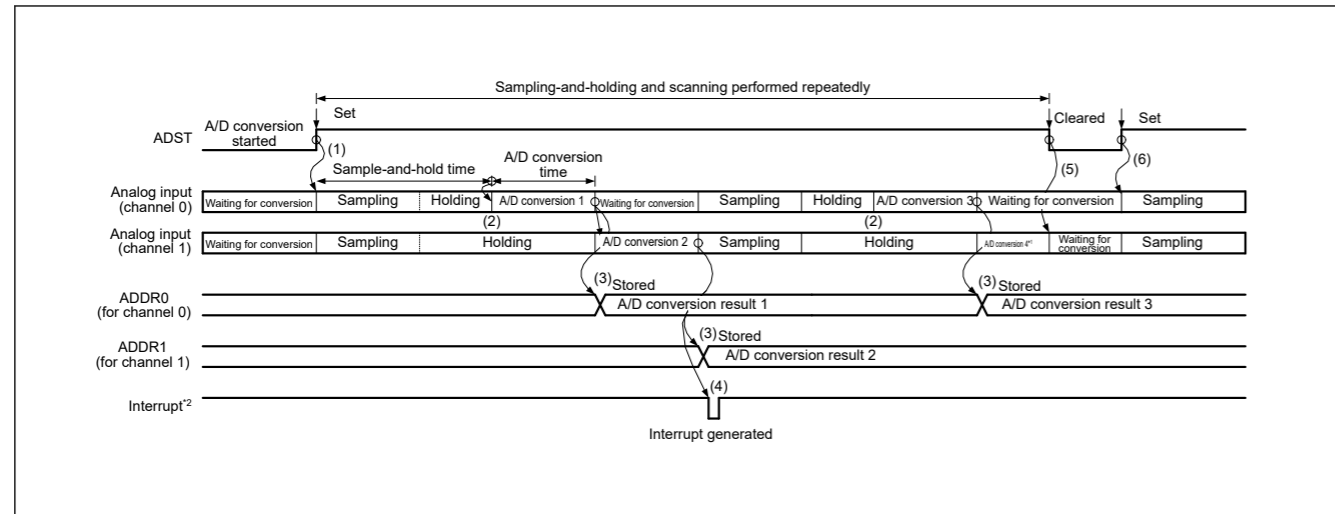 Sampling-and-holding and scanning performed repeatedly
ADST
A/D conversion
started
Set
Cleared
Set
(1)
(5)
(6)
Sample-and-hold time
A/D conversion
time
Analog input
(channel 0)
Waiting for conversion
Sampling
Holding
A/D conversion 1
Waiting for conversion
Sampling
Holding
A/D conversion 3
Waiting for conversion
Sampling
(2)
(2)
Analog input
(channel 1)
Waiting for conversion
Sampling
Holding
A/D conversion 2
Sampling
Holding
A/D conversion 4*1
Waiting for
conversion
Sampling
ADDR0
(for channel 0)
(3) Stored
A/D conversion result 1
(3) Stored
A/D conversion result 3
ADDR1
(for channel 1)
(3) Stored
A/D conversion result 2
Interrupt*2
(4)
Interrupt generated